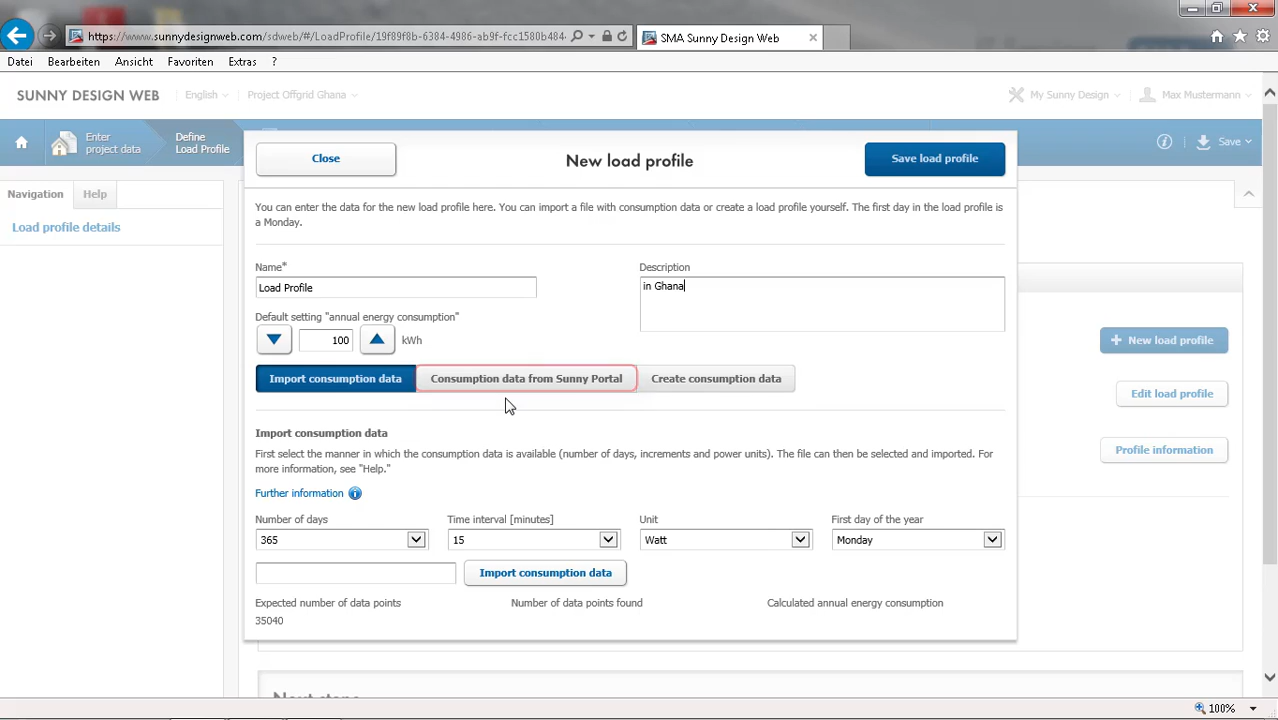 https://www.sunnydesignweb.com/sdweb/#/LoadProfile/19f89f8b-6384-4986-ab9f-fcc1580b484
SMA Sunny Design Web
Datei Bearbeiten Ansicht Favoriten Extras ?
SUNNY DESIGN WEB English Project Offgrid Ghana My Sunny Design Max Mustermann
Enter project data
Define Load Profile
Save
Navigation Help
Load profile details
Close
New load profile
Save load profile
You can enter the data for the new load profile here. You can import a file with consumption data or create a load profile yourself. The first day in the load profile is
a Monday.
Name* Description
Load Profile in Ghana
Default setting "annual energy consumption"
100 kWh
Import consumption data Consumption data from Sunny Portal Create consumption data
Import consumption data
First select the manner in which the consumption data is available (number of days, increments and power units). The file can then be selected and imported. For
more information, see "Help."
Further information
Number of days Time interval [minutes] Unit First day of the year
365 15 Watt Monday
Import consumption data
Expected number of data points Number of data points found Calculated annual energy consumption
35040
+ New load profile
Edit load profile
Profile information
100%